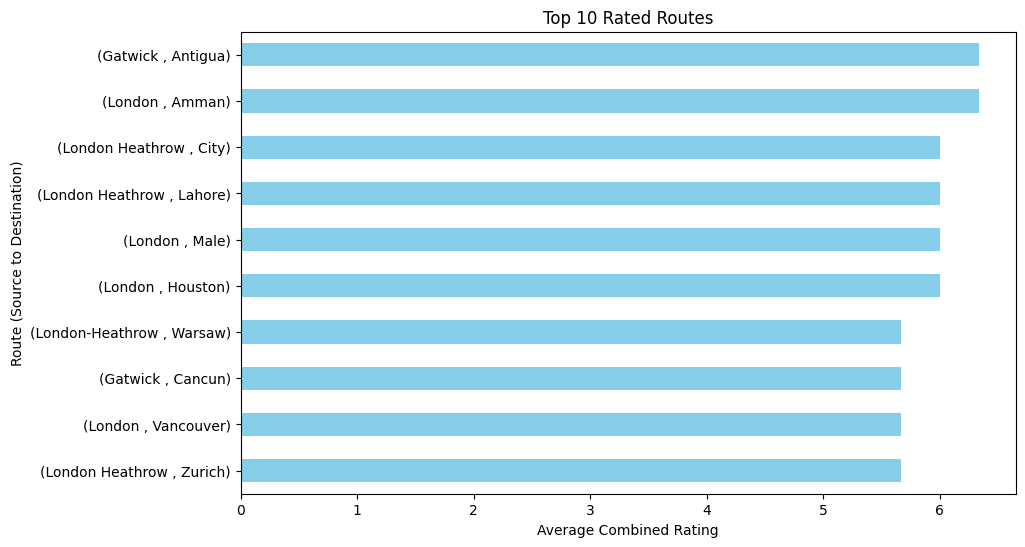 Top 10 Rated Routes
Route (Source to Destination)
(Gatwick , Antigua)
(London , Amman)
(London Heathrow , City)
(London Heathrow , Lahore)
(London , Male)
(London , Houston)
(London-Heathrow , Warsaw)
(Gatwick , Cancun)
(London , Vancouver)
(London Heathrow , Zurich)
0 1 2 3 4 5 6
Average Combined Rating